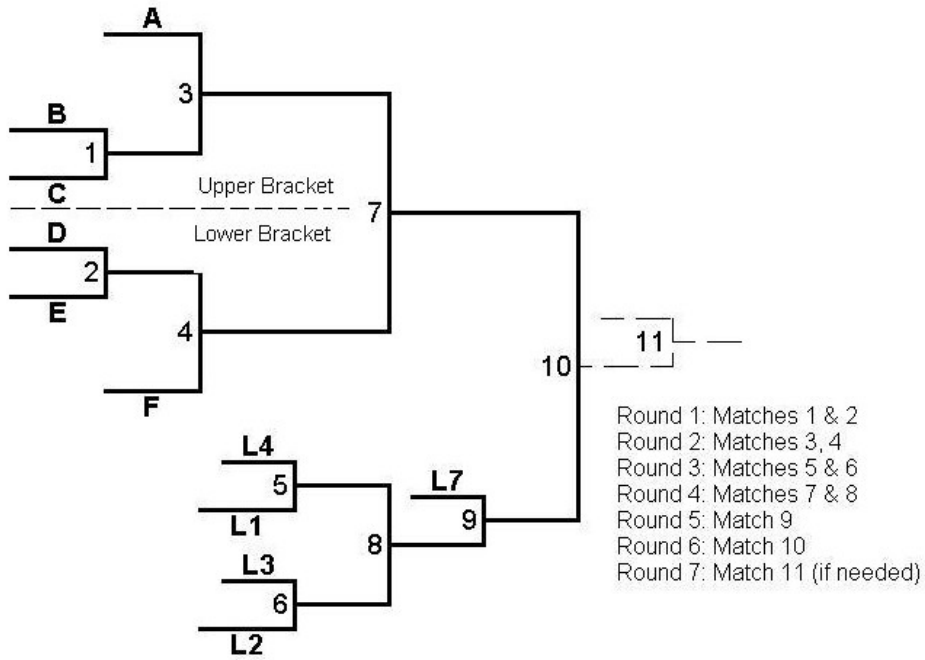 A
3
B
1
C
Upper Bracket
7
Lower Bracket
D
2
E
4
F
11
10
L4
5
L1
L7
9
8
L3
6
L2
Round 1: Matches 1 & 2
Round 2: Matches 3, 4
Round 3: Matches 5 & 6
Round 4: Matches 7 & 8
Round 5: Match 9
Round 6: Match 10
Round 7: Match 11 (if needed)